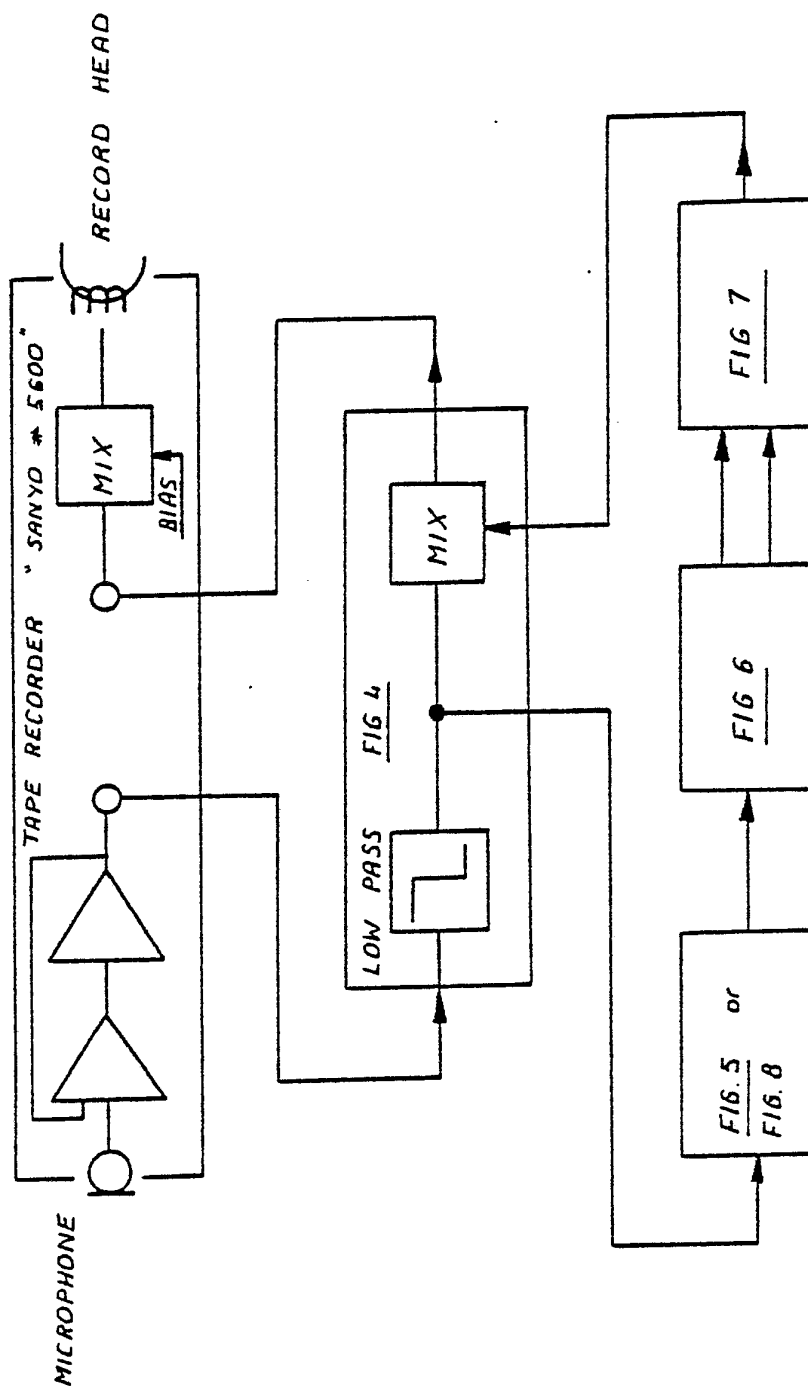 MICROPHONE
TAPE RECORDER " SANYO # 5600"
RECORD HEAD
MIX
BIAS
LOW PASS
FIG 4
MIX
FIG. 5 or
FIG. 8
FIG 6
FIG 7